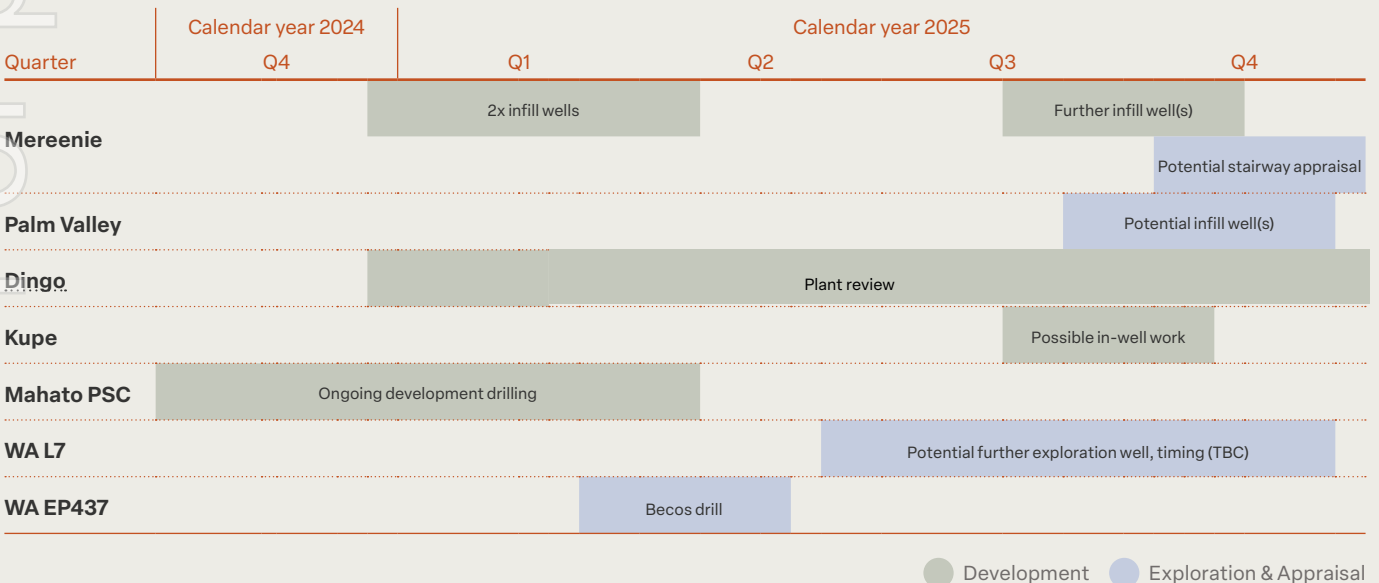 Calendar year 2024 Calendar year 2025
Quarter Q4 Q1 Q2 Q3 Q4
2x infill wells Further infill well(s)
Mereenie
Potential stairway appraisal
Palm Valley Potential infill well(s)
Dingo Plant review
Kupe Possible in-well work
Mahato PSC Ongoing development drilling
WA L7 Potential further exploration well, timing (TBC)
WA EP437 Becos drill
Development Exploration & Appraisal